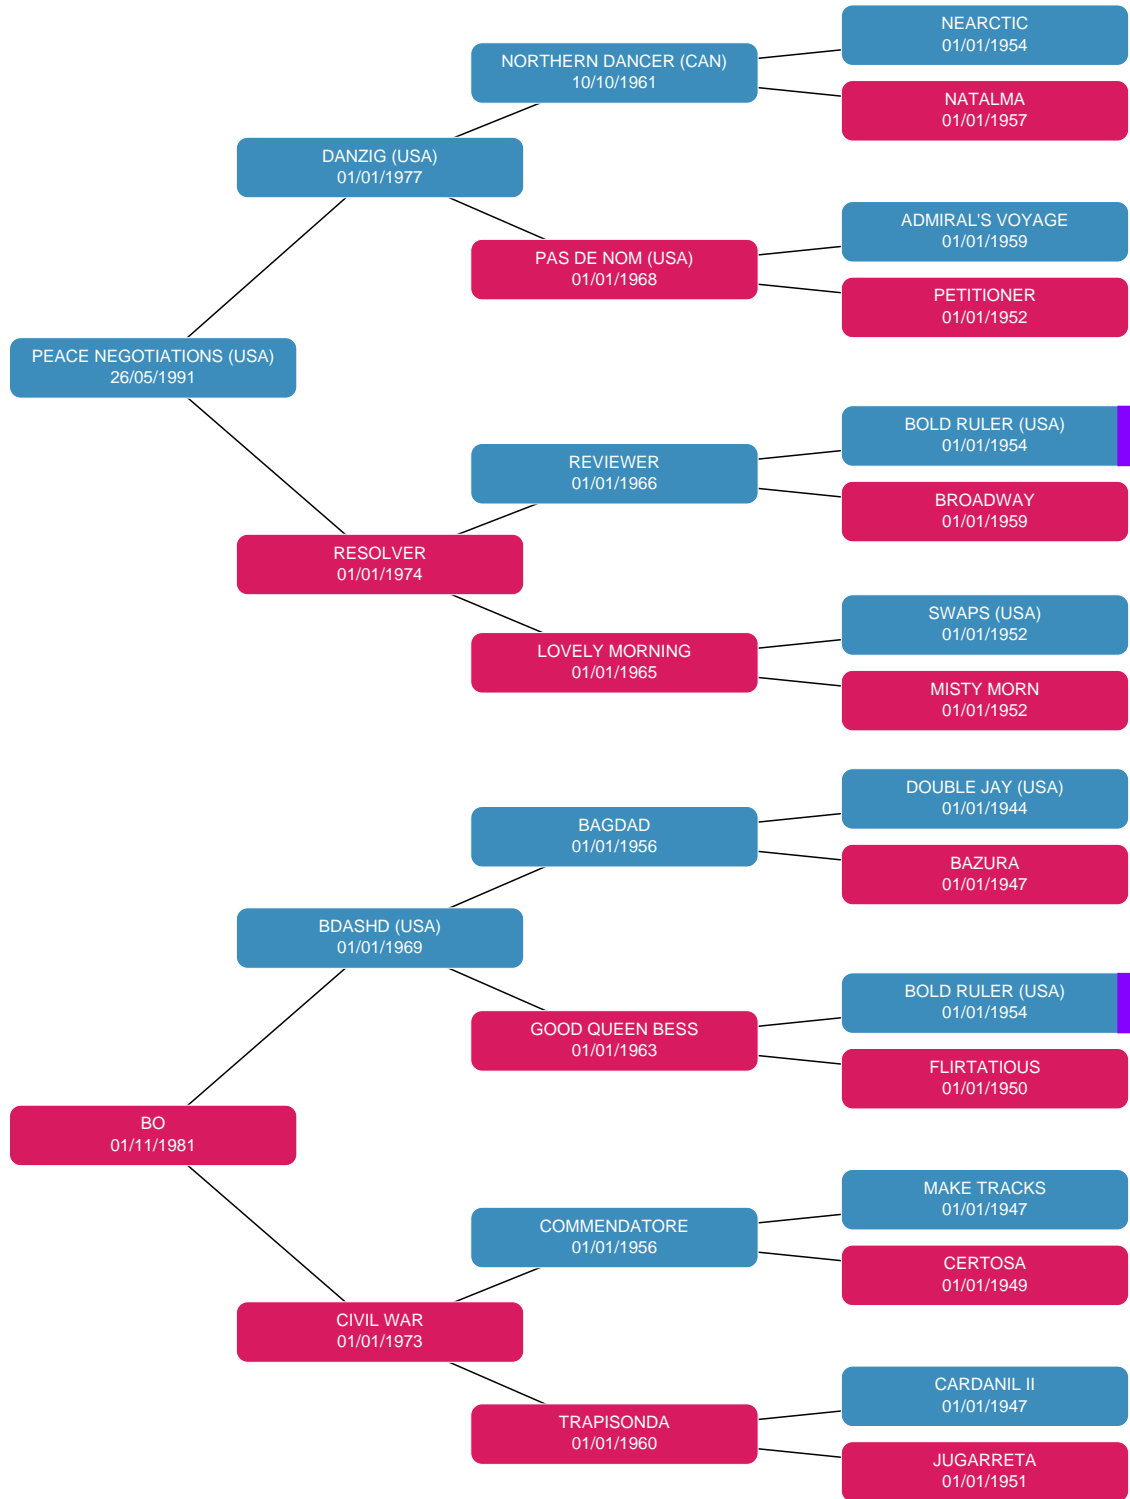 NEARCTIC
01/01/1954
NORTHERN DANCER (CAN)
10/10/1961
NATALMA
01/01/1957
DANZIG (USA)
01/01/1977
ADMIRAL'S VOYAGE
01/01/1959
PAS DE NOM (USA)
01/01/1968
PETITIONER
01/01/1952
PEACE NEGOTIATIONS (USA)
26/05/1991
BOLD RULER (USA)
01/01/1954
REVIEWER
01/01/1966
BROADWAY
01/01/1959
RESOLVER
01/01/1974
SWAPS (USA)
01/01/1952
LOVELY MORNING
01/01/1965
MISTY MORN
01/01/1952
DOUBLE JAY (USA)
01/01/1944
BAGDAD
01/01/1956
BAZURA
01/01/1947
BDASHD (USA)
01/01/1969
BOLD RULER (USA)
01/01/1954
GOOD QUEEN BESS
01/01/1963
FLIRTATIOUS
01/01/1950
BO
01/11/1981
MAKE TRACKS
01/01/1947
COMMENDATORE
01/01/1956
CERTOSA
01/01/1949
CIVIL WAR
01/01/1973
CARDANIL II
01/01/1947
TRAPISONDA
01/01/1960
JUGARRETA
01/01/1951